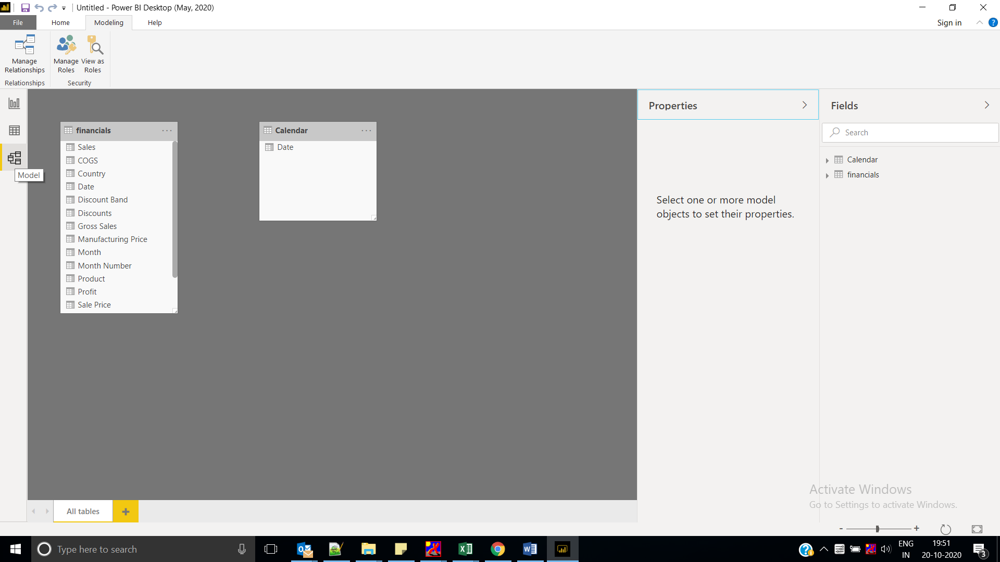 Untitled - Power BI Desktop (May, 2020)
File
Home
Modeling
Help
Sign in
?
Manage
Relationships
Manage
Roles
View as
Roles
Relationships
Security
Model
financials
Sales
COGS
Country
Date
Discount Band
Discounts
Gross Sales
Manufacturing Price
Month
Month Number
Product
Profit
Sale Price
Calendar
Date
Properties
Select one or more model
objects to set their properties.
Fields
Search
Calendar
financials
Activate Windows
Go to Settings to activate Windows.
All tables
Type here to search
ENG
IN
19:51
20-10-2020
3